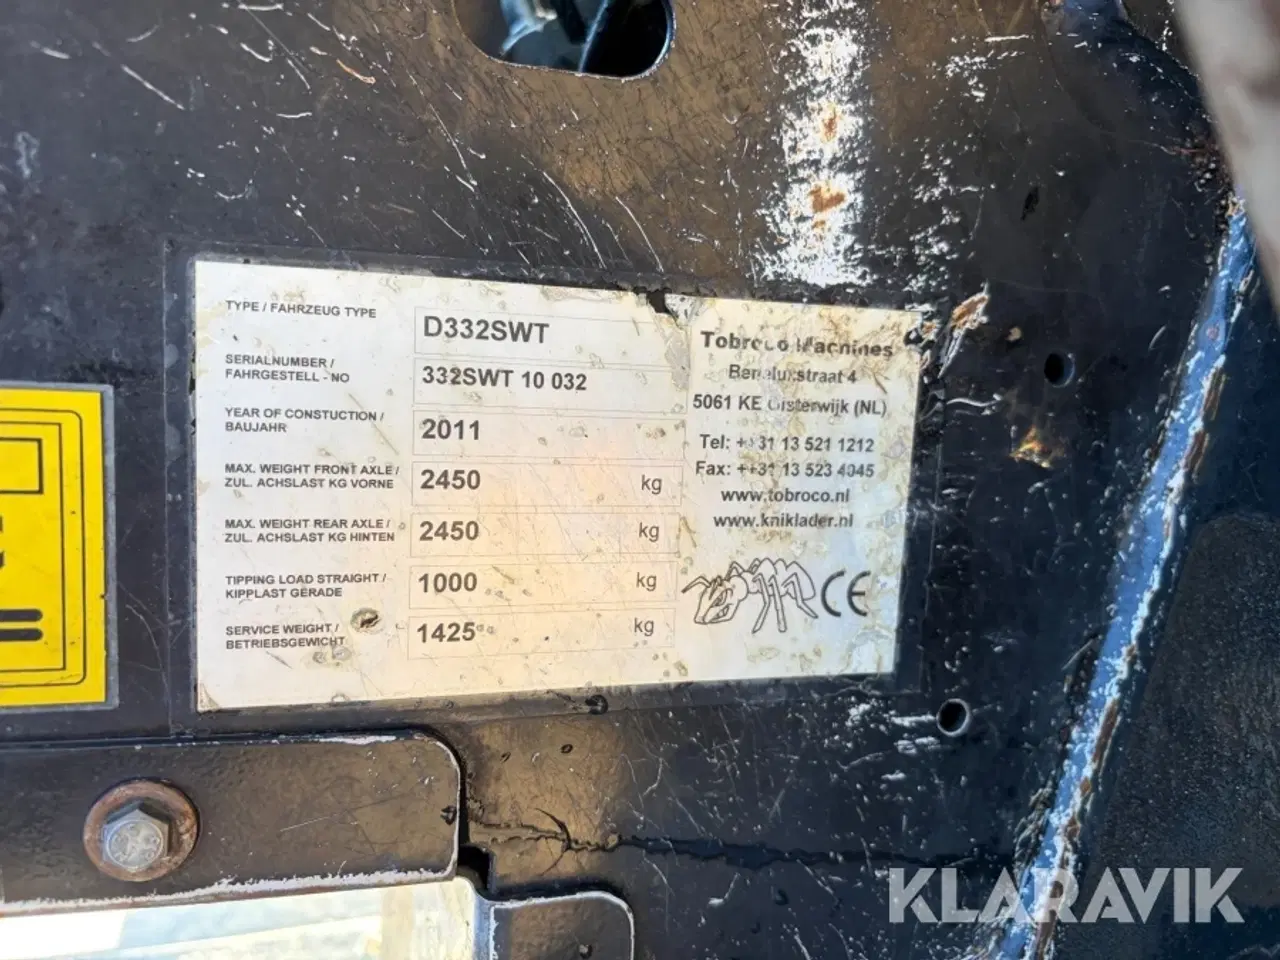 TYPE / FAHRZEUG TYPE
D332SWT
SERIALNUMBER /
FAHRGESTELL - NO
332SWT 10 032
YEAR OF CONSTUCTION /
BAUJAHR
2011
MAX. WEIGHT FRONT AXLE /
ZUL. ACHSLAST KG VORNE
2450 kg
MAX. WEIGHT REAR AXLE /
ZUL. ACHSLAST KG HINTEN
2450 kg
TIPPING LOAD STRAIGHT /
KIPPLAST GERADE
1000 kg
SERVICE WEIGHT /
BETRIEBSGEWICHT
1425 kg
Tobroco Machines
Beneluxstraat 4
5061 KE Oisterwijk (NL)
Tel: ++31 13 521 1212
Fax: ++31 13 523 4045
www.tobroco.nl
www.kniklader.nl
CE
KLARAVIK